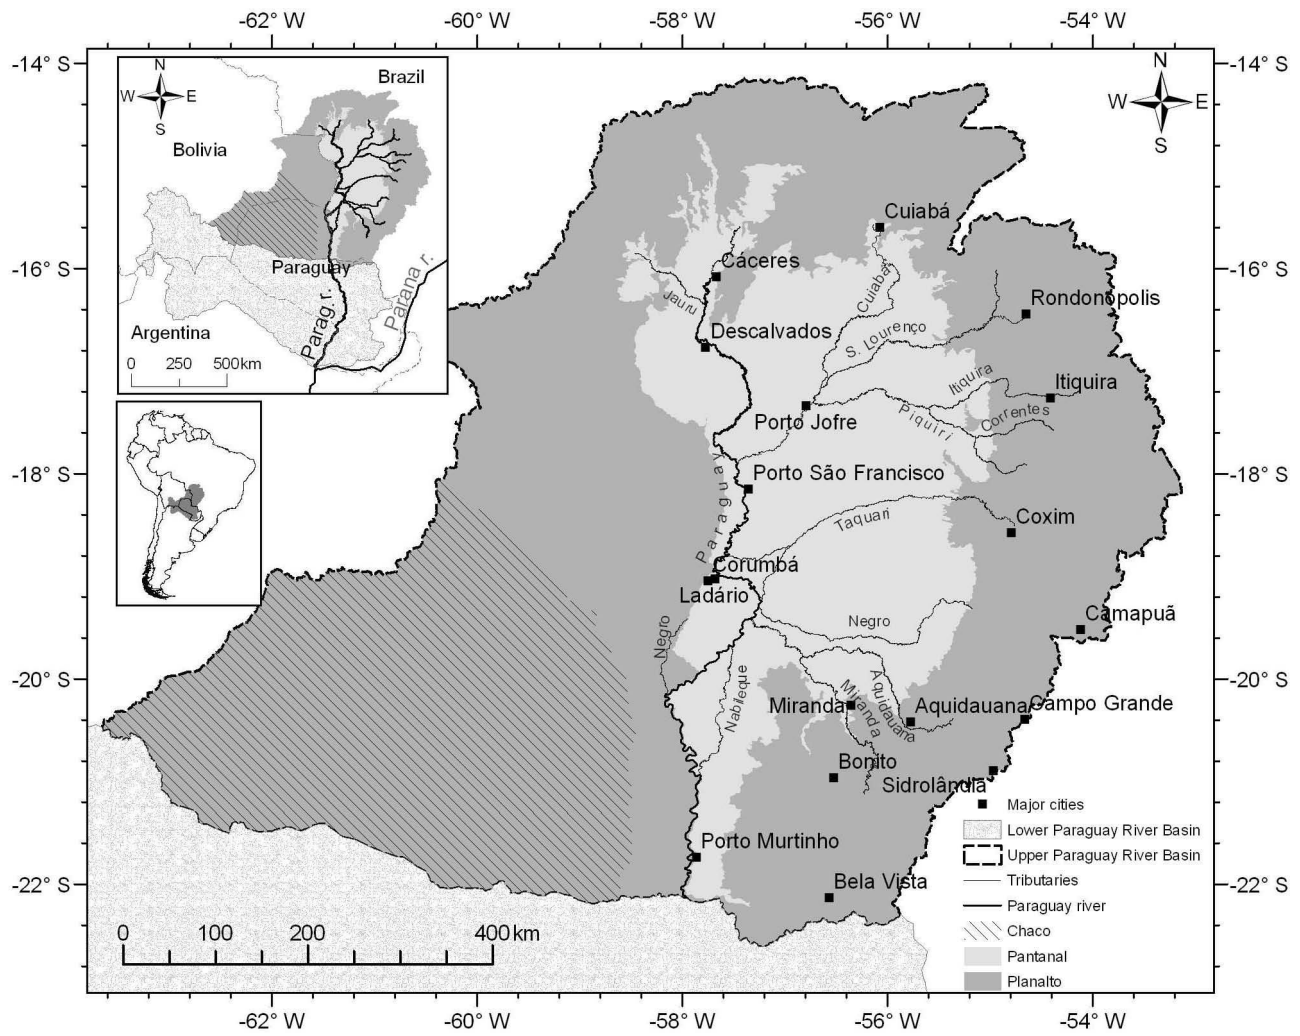 -62° W
-60° W
-58° W
-56° W
-54° W
-14° S
-14° S
N
W
E
S
Brazil
Bolivia
Paraguay
Argentina
Parag. r.
Parana r.
0
250
500km
N
W
E
S
Cuiabá
-16° S
-16° S
Cáceres
Jauru
Cuiabá
Rondonópolis
Descalvados
S. Lourenço
Itiquira
Itiquira
Porto Jofre
Piquiri
Correntes
-18° S
-18° S
Porto São Francisco
Paraguay
Taquari
Coxim
Corumbá
Ladário
Camapuã
Negro
Negro
-20° S
-20° S
Nabileque
Miranda
Miranda
Aquidauana
Aquidauana
Campo Grande
Bonito
Sidrolândia
Porto Murtinho
-22° S
-22° S
Bela Vista
Major cities
Lower Paraguay River Basin
Upper Paraguay River Basin
Tributaries
Paraguay river
Chaco
Pantanal
Planalto
0
100
200
300
400km
-62° W
-60° W
-58° W
-56° W
-54° W